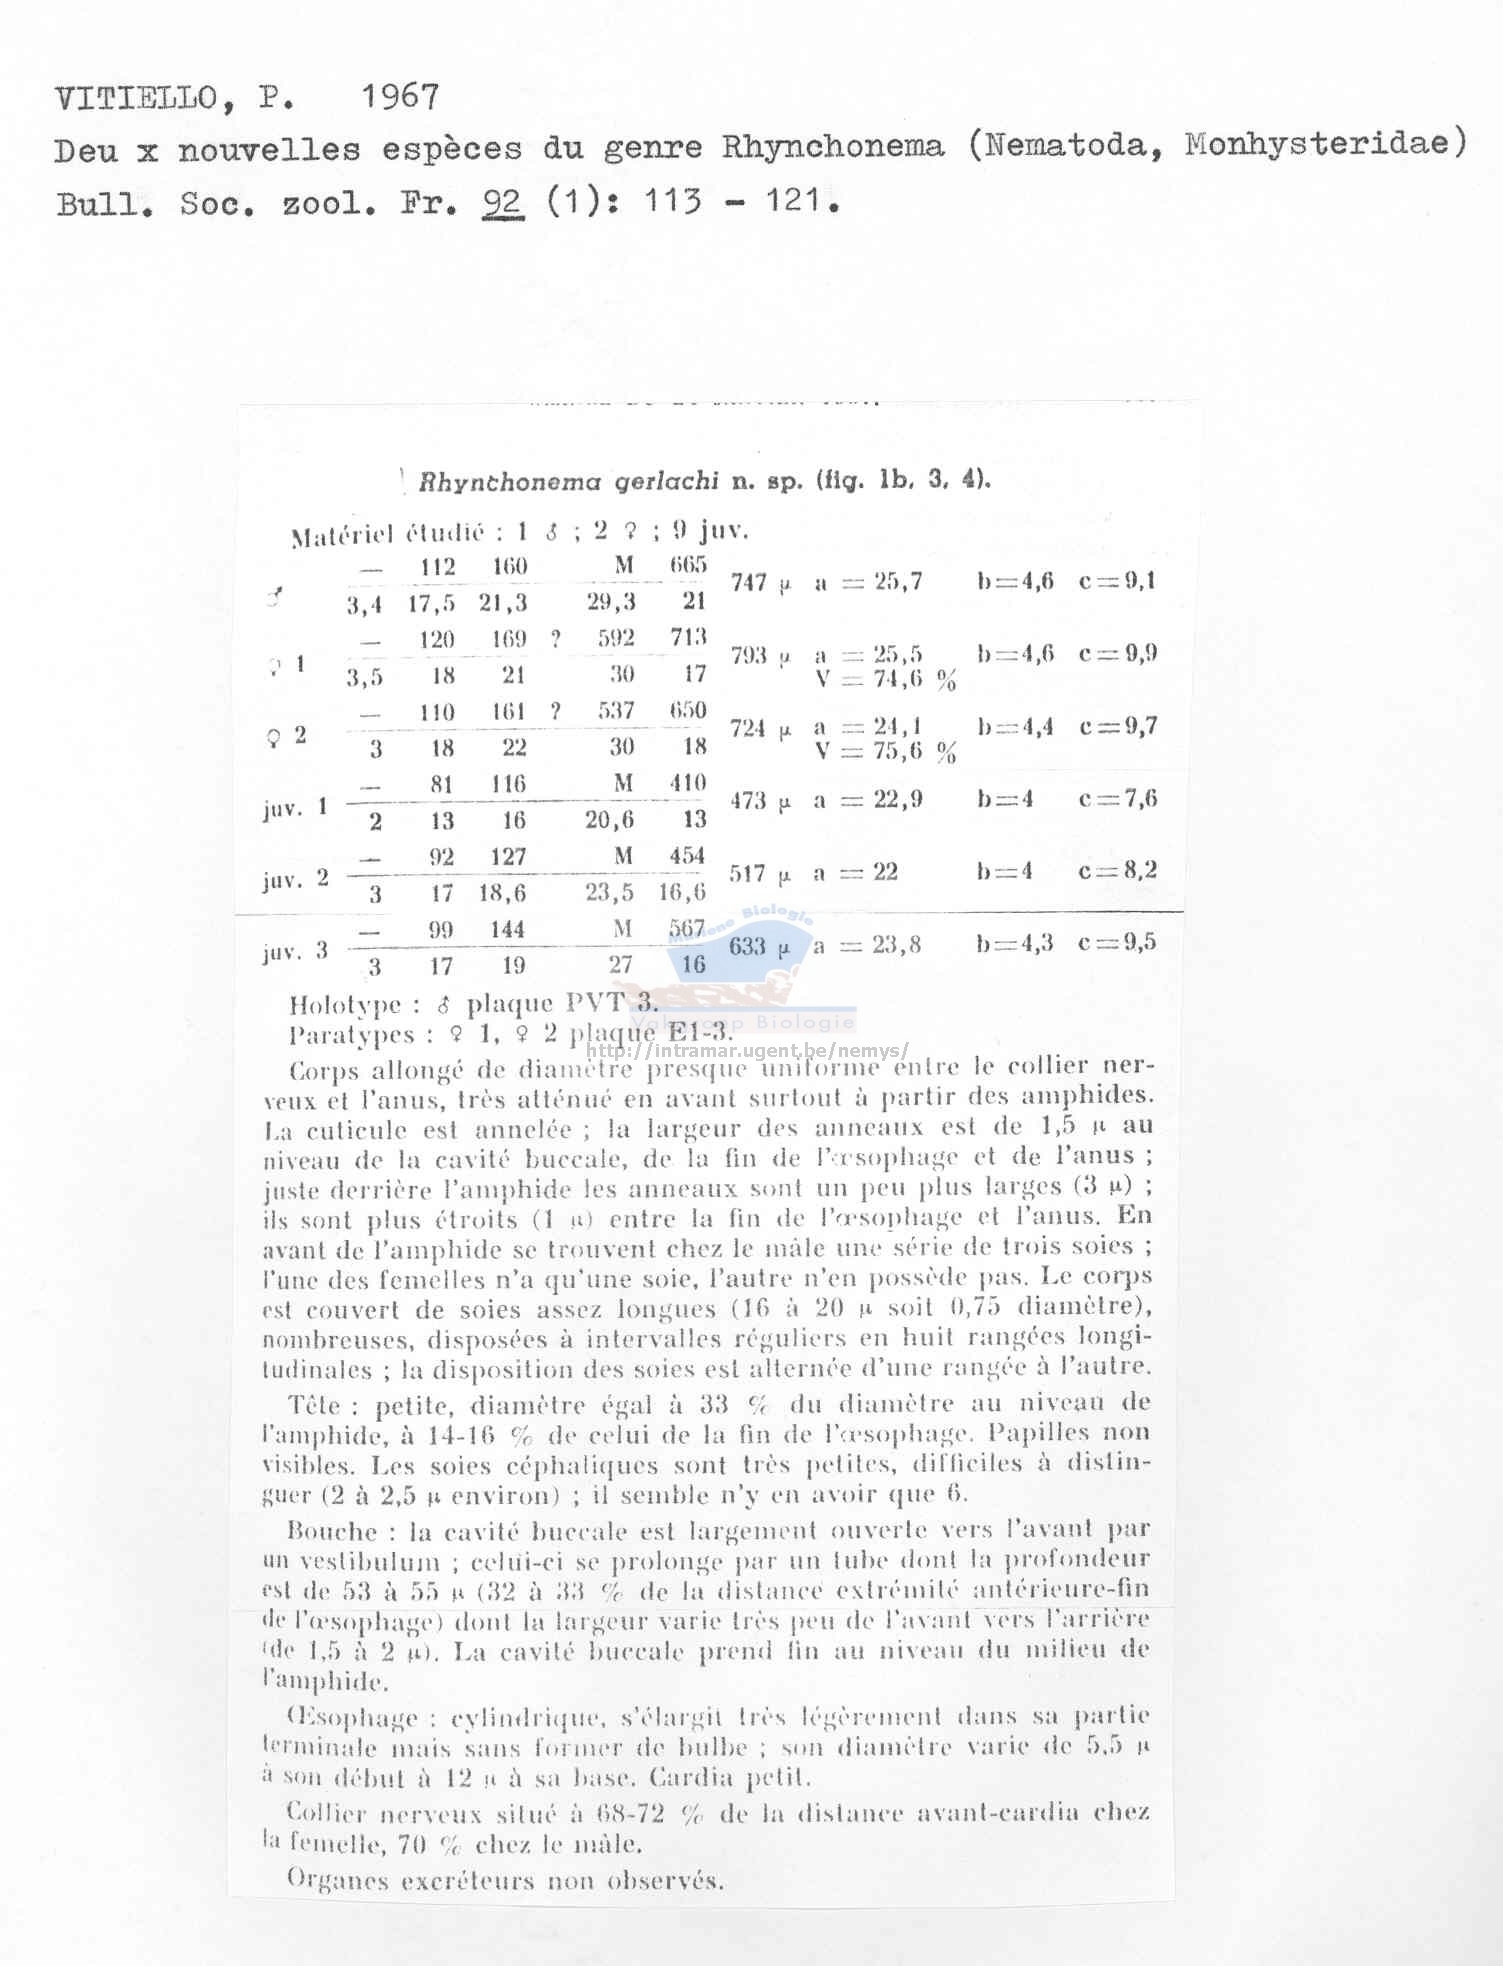 VITIELLO, P. 1967
Deu x nouvelles espèces du genre Rhynchonema (Nematoda, Monhysteridae)
Bull. Soc. zool. Fr. 92 (1): 113 - 121.
Rhynchonema gerlachi n. sp. (fig. 1b, 3, 4).
Matériel étudié : 1 ♂ ; 2 ♀ ; 9 juv.
— 112 160 M 665
♂ 747 µ a = 25,7 b=4,6 c=9,1
3,4 17,5 21,3 29,3 21
— 120 169 ? 592 713
♀ 1 793 µ a = 25,5 b=4,6 c=9,9
3,5 18 21 30 17 V = 74,6 %
— 110 161 ? 537 650
♀ 2 724 µ a = 24,1 b=4,4 c=9,7
3 18 22 30 18 V = 75,6 %
— 81 116 M 410
juv. 1 473 µ a = 22,9 b=4 c=7,6
2 13 16 20,6 13
— 92 127 M 454
juv. 2 517 µ a = 22 b=4 c=8,2
3 17 18,6 23,5 16,6
— 99 144 M 567
juv. 3 633 µ a = 23,8 b=4,3 c=9,5
3 17 19 27 16
Holotype : ♂ plaque PVT 3.
Paratypes : ♀ 1, ♀ 2 plaque E1-3.
http://intramar.ugent.be/nemys/
Corps allongé de diamètre presque uniforme entre le collier ner-
veux et l'anus, très atténué en avant surtout à partir des amphides.
La cuticule est annelée ; la largeur des anneaux est de 1,5 µ au
niveau de la cavité buccale, de la fin de l'œsophage et de l'anus ;
juste derrière l'amphide les anneaux sont un peu plus larges (3 µ) ;
ils sont plus étroits (1 µ) entre la fin de l'œsophage et l'anus. En
avant de l'amphide se trouvent chez le mâle une série de trois soies ;
l'une des femelles n'a qu'une soie, l'autre n'en possède pas. Le corps
est couvert de soies assez longues (16 à 20 µ soit 0,75 diamètre),
nombreuses, disposées à intervalles réguliers en huit rangées longi-
tudinales ; la disposition des soies est alternée d'une rangée à l'autre.
Tête : petite, diamètre égal à 33 % du diamètre au niveau de
l'amphide, à 14-16 % de celui de la fin de l'œsophage. Papilles non
visibles. Les soies céphaliques sont très petites, difficiles à distin-
guer (2 à 2,5 µ environ) ; il semble n'y en avoir que 6.
Bouche : la cavité buccale est largement ouverte vers l'avant par
un vestibulum ; celui-ci se prolonge par un tube dont la profondeur
est de 53 à 55 µ (32 à 33 % de la distance extrémité antérieure-fin
de l'œsophage) dont la largeur varie très peu de l'avant vers l'arrière
(de 1,5 à 2 µ). La cavité buccale prend fin au niveau du milieu de
l'amphide.
Œsophage : cylindrique, s'élargit très légèrement dans sa partie
terminale mais sans former de bulbe ; son diamètre varie de 5,5 µ
à son début à 12 µ à sa base. Cardia petit.
Collier nerveux situé à 68-72 % de la distance avant-cardia chez
la femelle, 70 % chez le mâle.
Organes excréteurs non observés.